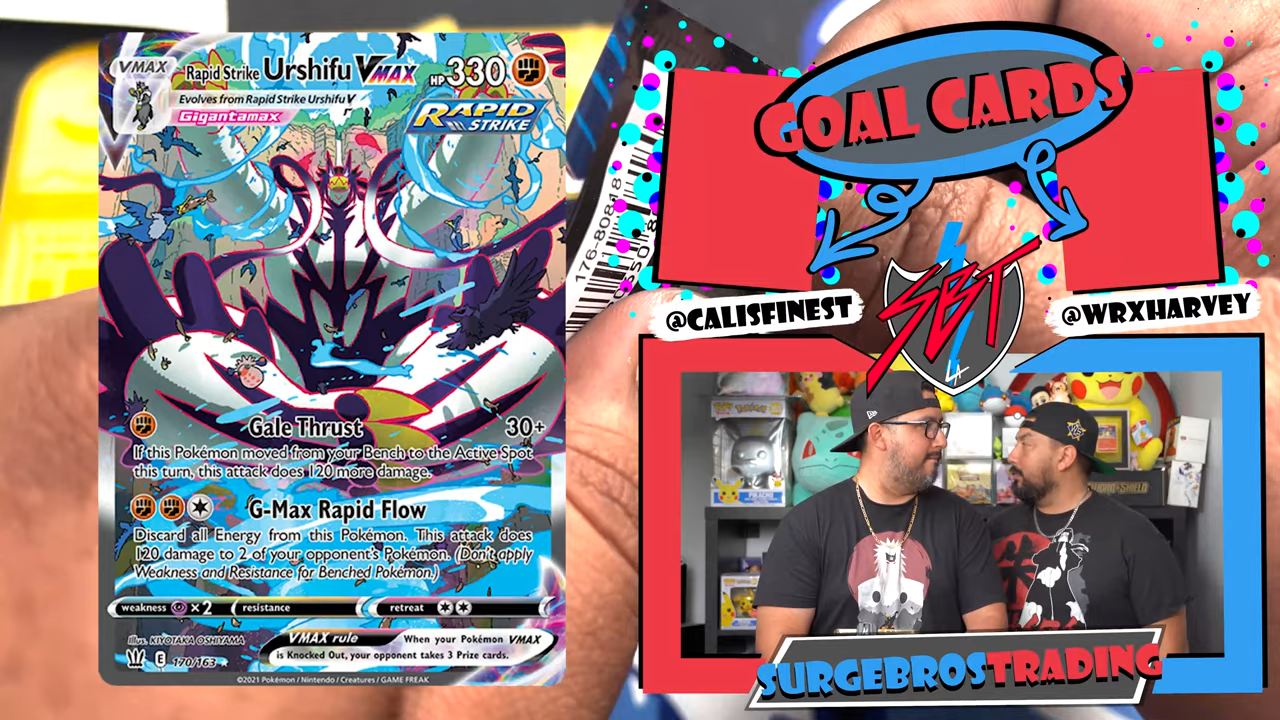 VMAX
Rapid Strike Urshifu VMAX HP 330
Evolves from Rapid Strike Urshifu V
Gigantamax
RAPID
STRIKE
Gale Thrust 30+
If this Pokémon moved from your Bench to the Active Spot
this turn, this attack does 120 more damage.
G-Max Rapid Flow
Discard all Energy from this Pokémon. This attack does
120 damage to 2 of your opponent's Pokémon. (Don't apply
Weakness and Resistance for Benched Pokémon.)
weakness ×2 resistance retreat
Illus. KIYOTAKA OSHIYAMA
E 170/163
VMAX rule When your Pokémon VMAX
is Knocked Out, your opponent takes 3 Prize cards.
©2021 Pokémon / Nintendo / Creatures / GAME FREAK
176-80818
GOAL CARDS
SBT
LA
@CALISFINEST
@WRXHARVEY
PIKACHU
SURGEBROSTRADING